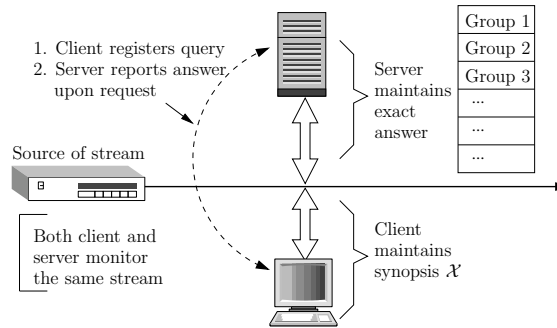 1. Client registers query
2. Server reports answer
upon request
Server
maintains
exact
answer
Group 1
Group 2
Group 3
...
...
...
Source of stream
Both client and
server monitor
the same stream
Client
maintains
synopsis 𝒳